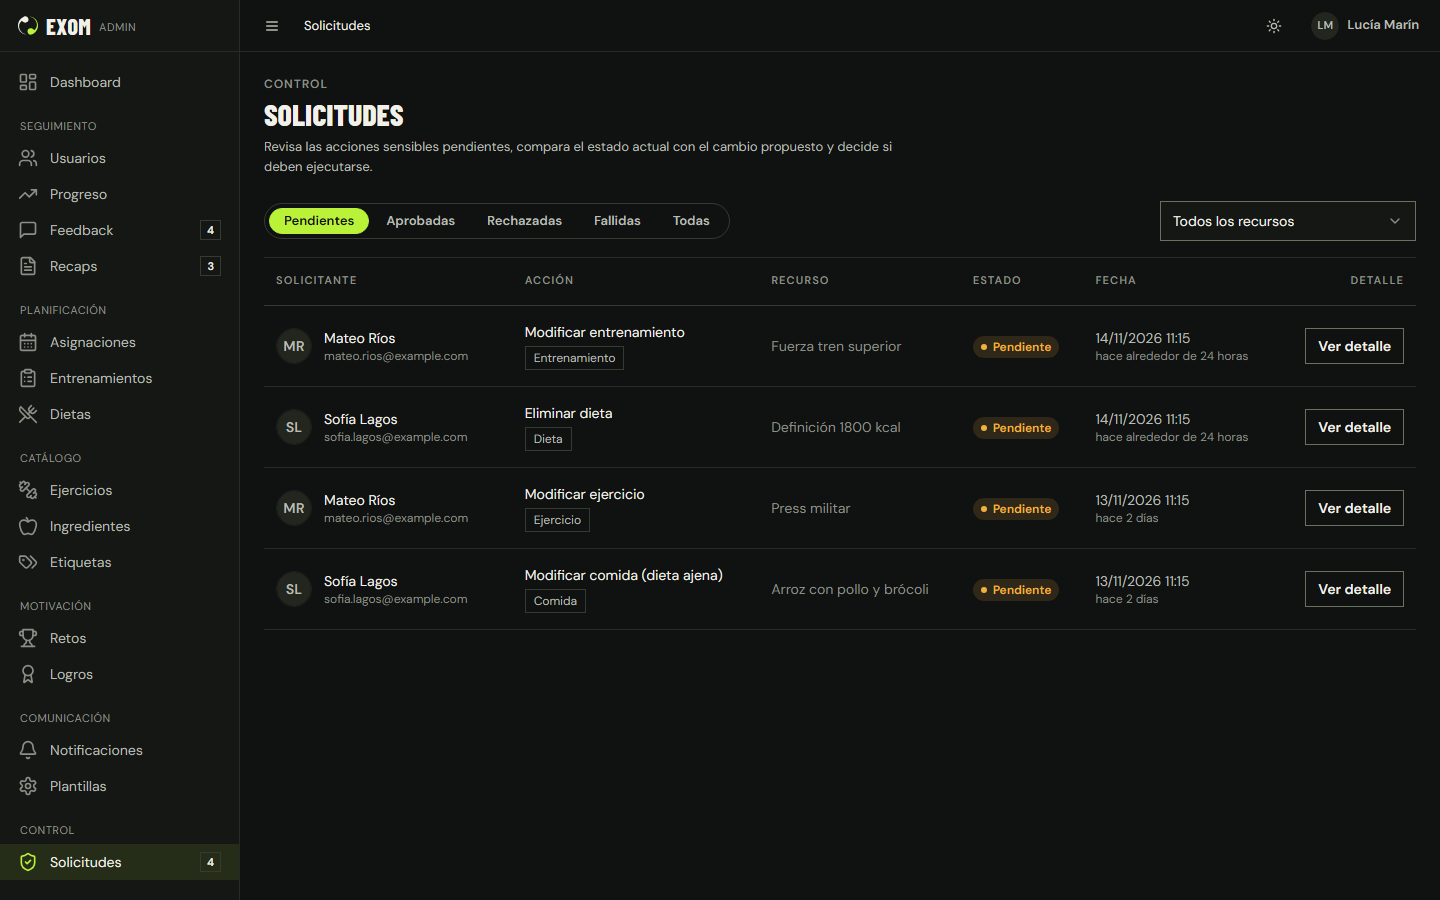 EXOM ADMIN
Dashboard
SEGUIMIENTO
Usuarios
Progreso
Feedback 4
Recaps 3
PLANIFICACIÓN
Asignaciones
Entrenamientos
Dietas
CATÁLOGO
Ejercicios
Ingredientes
Etiquetas
MOTIVACIÓN
Retos
Logros
COMUNICACIÓN
Notificaciones
Plantillas
CONTROL
Solicitudes 4
Solicitudes
LM Lucía Marín
CONTROL
SOLICITUDES
Revisa las acciones sensibles pendientes, compara el estado actual con el cambio propuesto y decide si
deben ejecutarse.
Pendientes Aprobadas Rechazadas Fallidas Todas
Todos los recursos
SOLICITANTE ACCIÓN RECURSO ESTADO FECHA DETALLE
MR Mateo Ríos
mateo.rios@example.com
Modificar entrenamiento
Entrenamiento
Fuerza tren superior
Pendiente
14/11/2026 11:15
hace alrededor de 24 horas
Ver detalle
SL Sofía Lagos
sofia.lagos@example.com
Eliminar dieta
Dieta
Definición 1800 kcal
Pendiente
14/11/2026 11:15
hace alrededor de 24 horas
Ver detalle
MR Mateo Ríos
mateo.rios@example.com
Modificar ejercicio
Ejercicio
Press militar
Pendiente
13/11/2026 11:15
hace 2 días
Ver detalle
SL Sofía Lagos
sofia.lagos@example.com
Modificar comida (dieta ajena)
Comida
Arroz con pollo y brócoli
Pendiente
13/11/2026 11:15
hace 2 días
Ver detalle